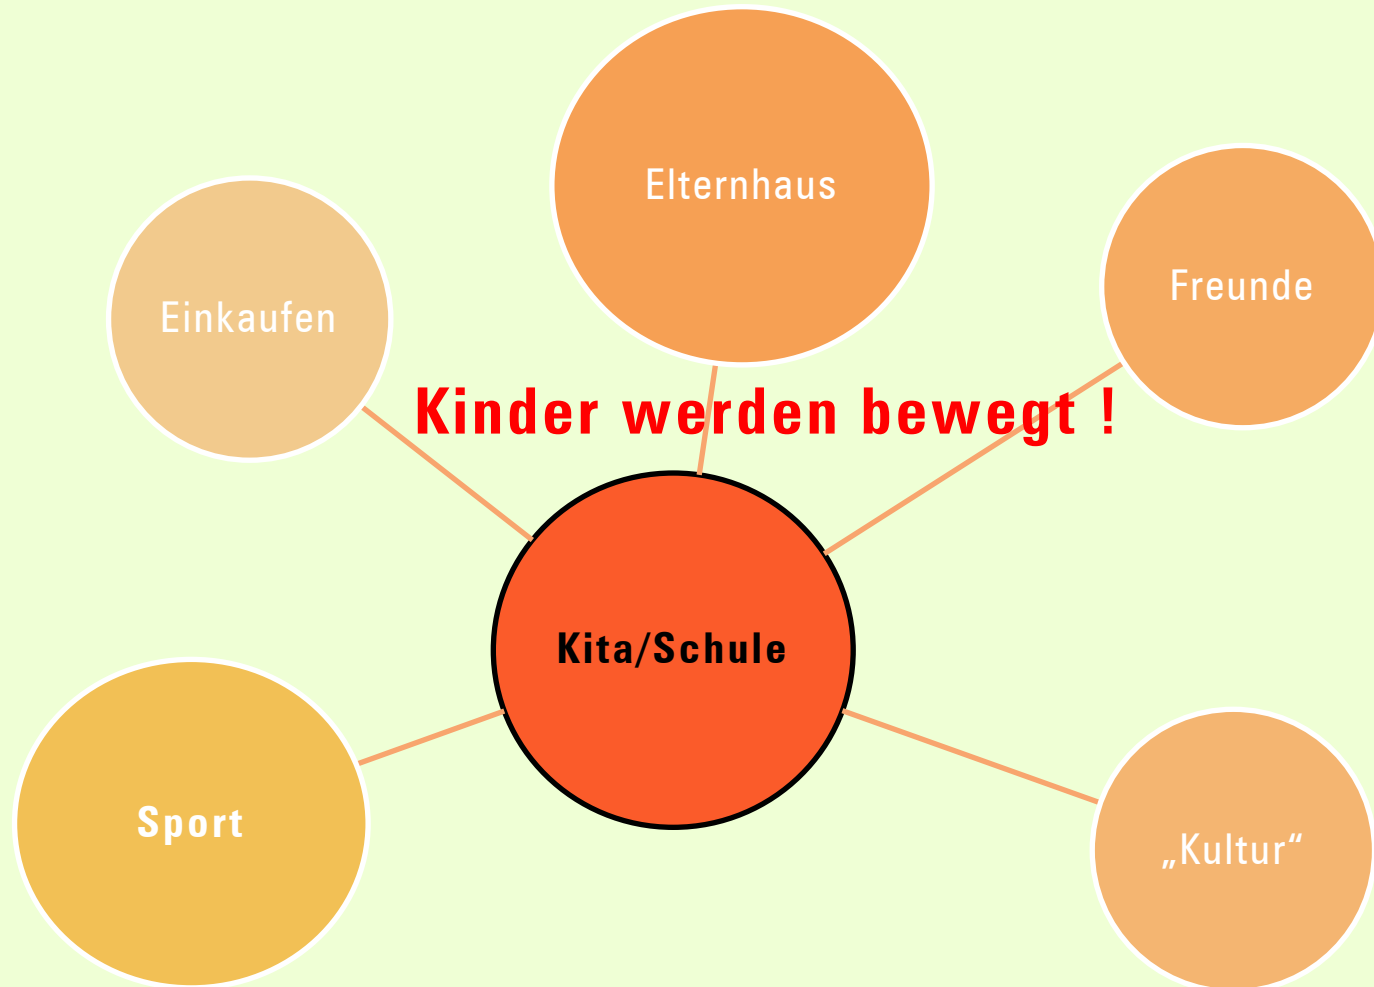 Elternhaus
Freunde
Einkaufen
Kinder werden bewegt !
Kita/Schule
Sport
„Kultur“